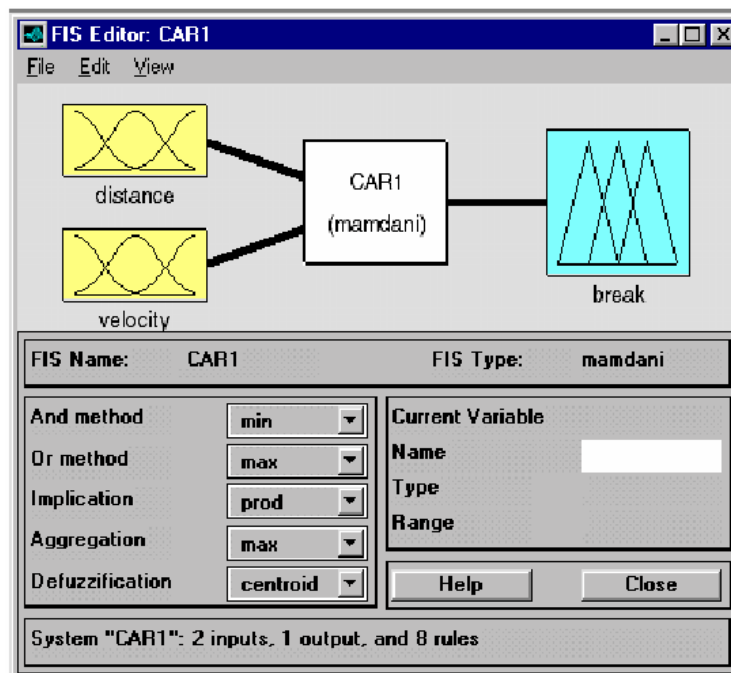 FIS Editor: CAR1
File Edit View
distance
CAR1
(mamdani)
velocity
break
FIS Name: CAR1 FIS Type: mamdani
And method min
Or method max
Implication prod
Aggregation max
Defuzzification centroid
Current Variable
Name
Type
Range
Help Close
System "CAR1": 2 inputs, 1 output, and 8 rules